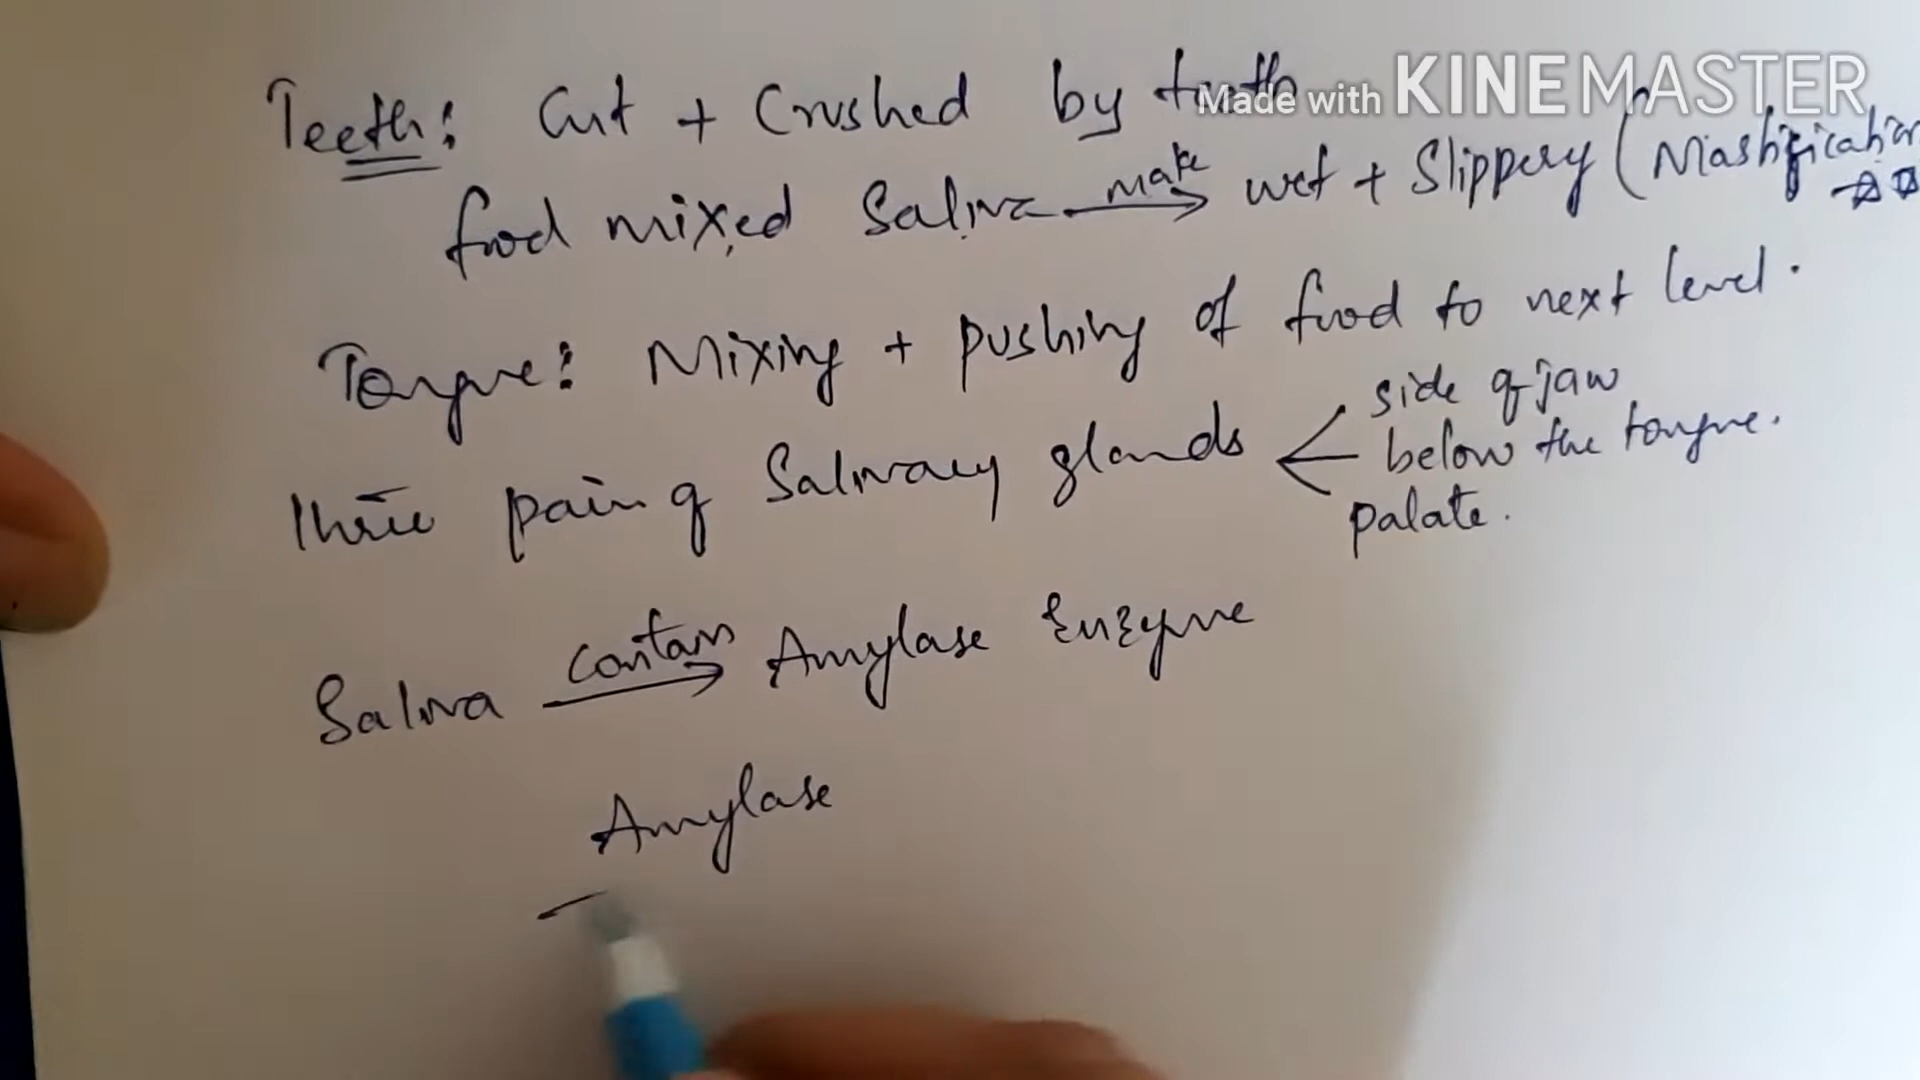 Teeth: Cut + Crushed by teeth
Made with KINEMASTER
food mixed Saliva make → wet + Slippery (Mastification
Tongue: Mixing + pushing of food to next level.
Three pair of Salivary glands
side of jaw
below the tongue.
palate.
Saliva contains → Amylase Enzyme
Amylase